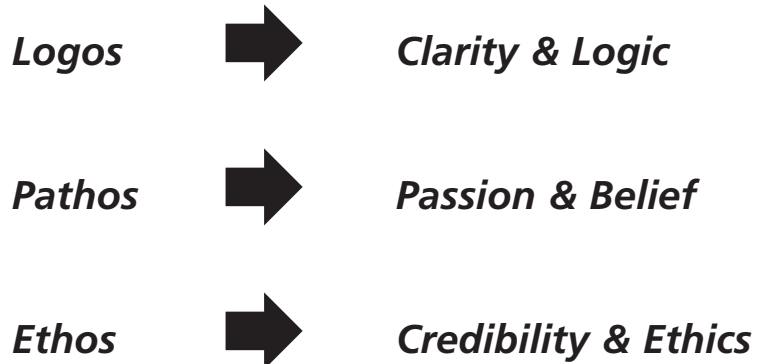 Logos Clarity & Logic
Pathos Passion & Belief
Ethos Credibility & Ethics